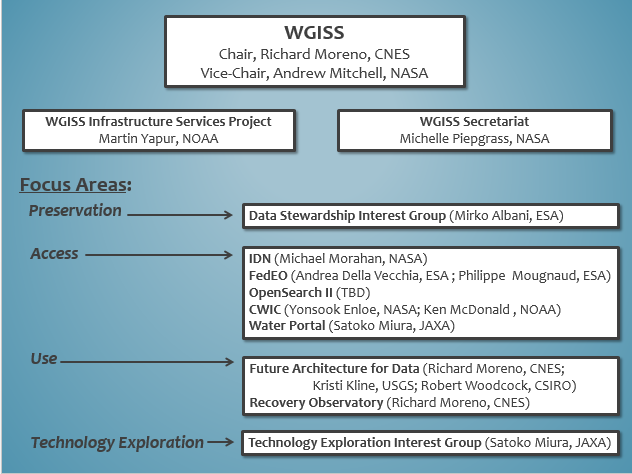 WGISS
Chair, Richard Moreno, CNES
Vice-Chair, Andrew Mitchell, NASA
WGISS Infrastructure Services Project
Martin Yapur, NOAA
WGISS Secretariat
Michelle Piepgrass, NASA
Focus Areas:
Preservation
Data Stewardship Interest Group (Mirko Albani, ESA)
Access
IDN (Michael Morahan, NASA)
FedEO (Andrea Della Vecchia, ESA ; Philippe Mougnaud, ESA)
OpenSearch II (TBD)
CWIC (Yonsook Enloe, NASA; Ken McDonald , NOAA)
Water Portal (Satoko Miura, JAXA)
Use
Future Architecture for Data (Richard Moreno, CNES;
Kristi Kline, USGS; Robert Woodcock, CSIRO)
Recovery Observatory (Richard Moreno, CNES)
Technology Exploration
Technology Exploration Interest Group (Satoko Miura, JAXA)